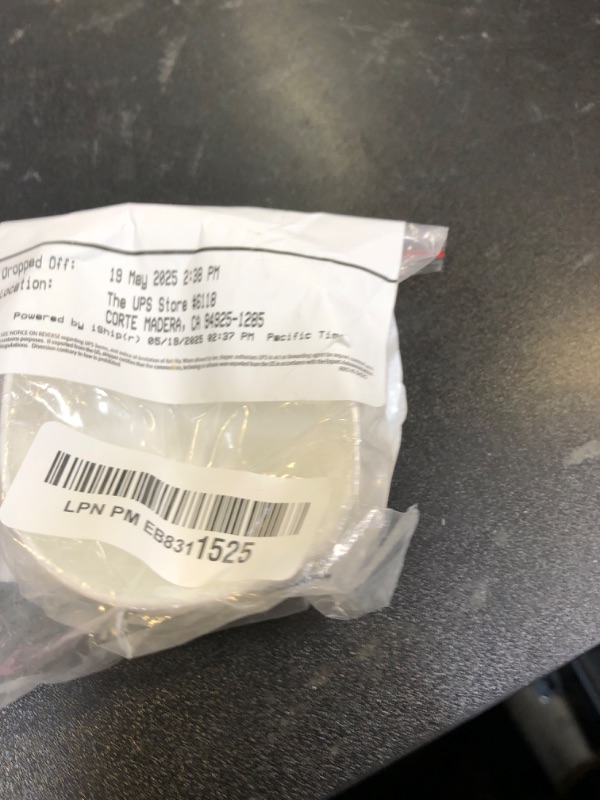 Dropped Off: 19 May 2025 2:38 PM
Location: The UPS Store #6118
CORTE MADERA, CA 94925-1285
Powered by iShip(r) 05/19/2025 02:37 PM Pacific Time
LPN PM EB8311525